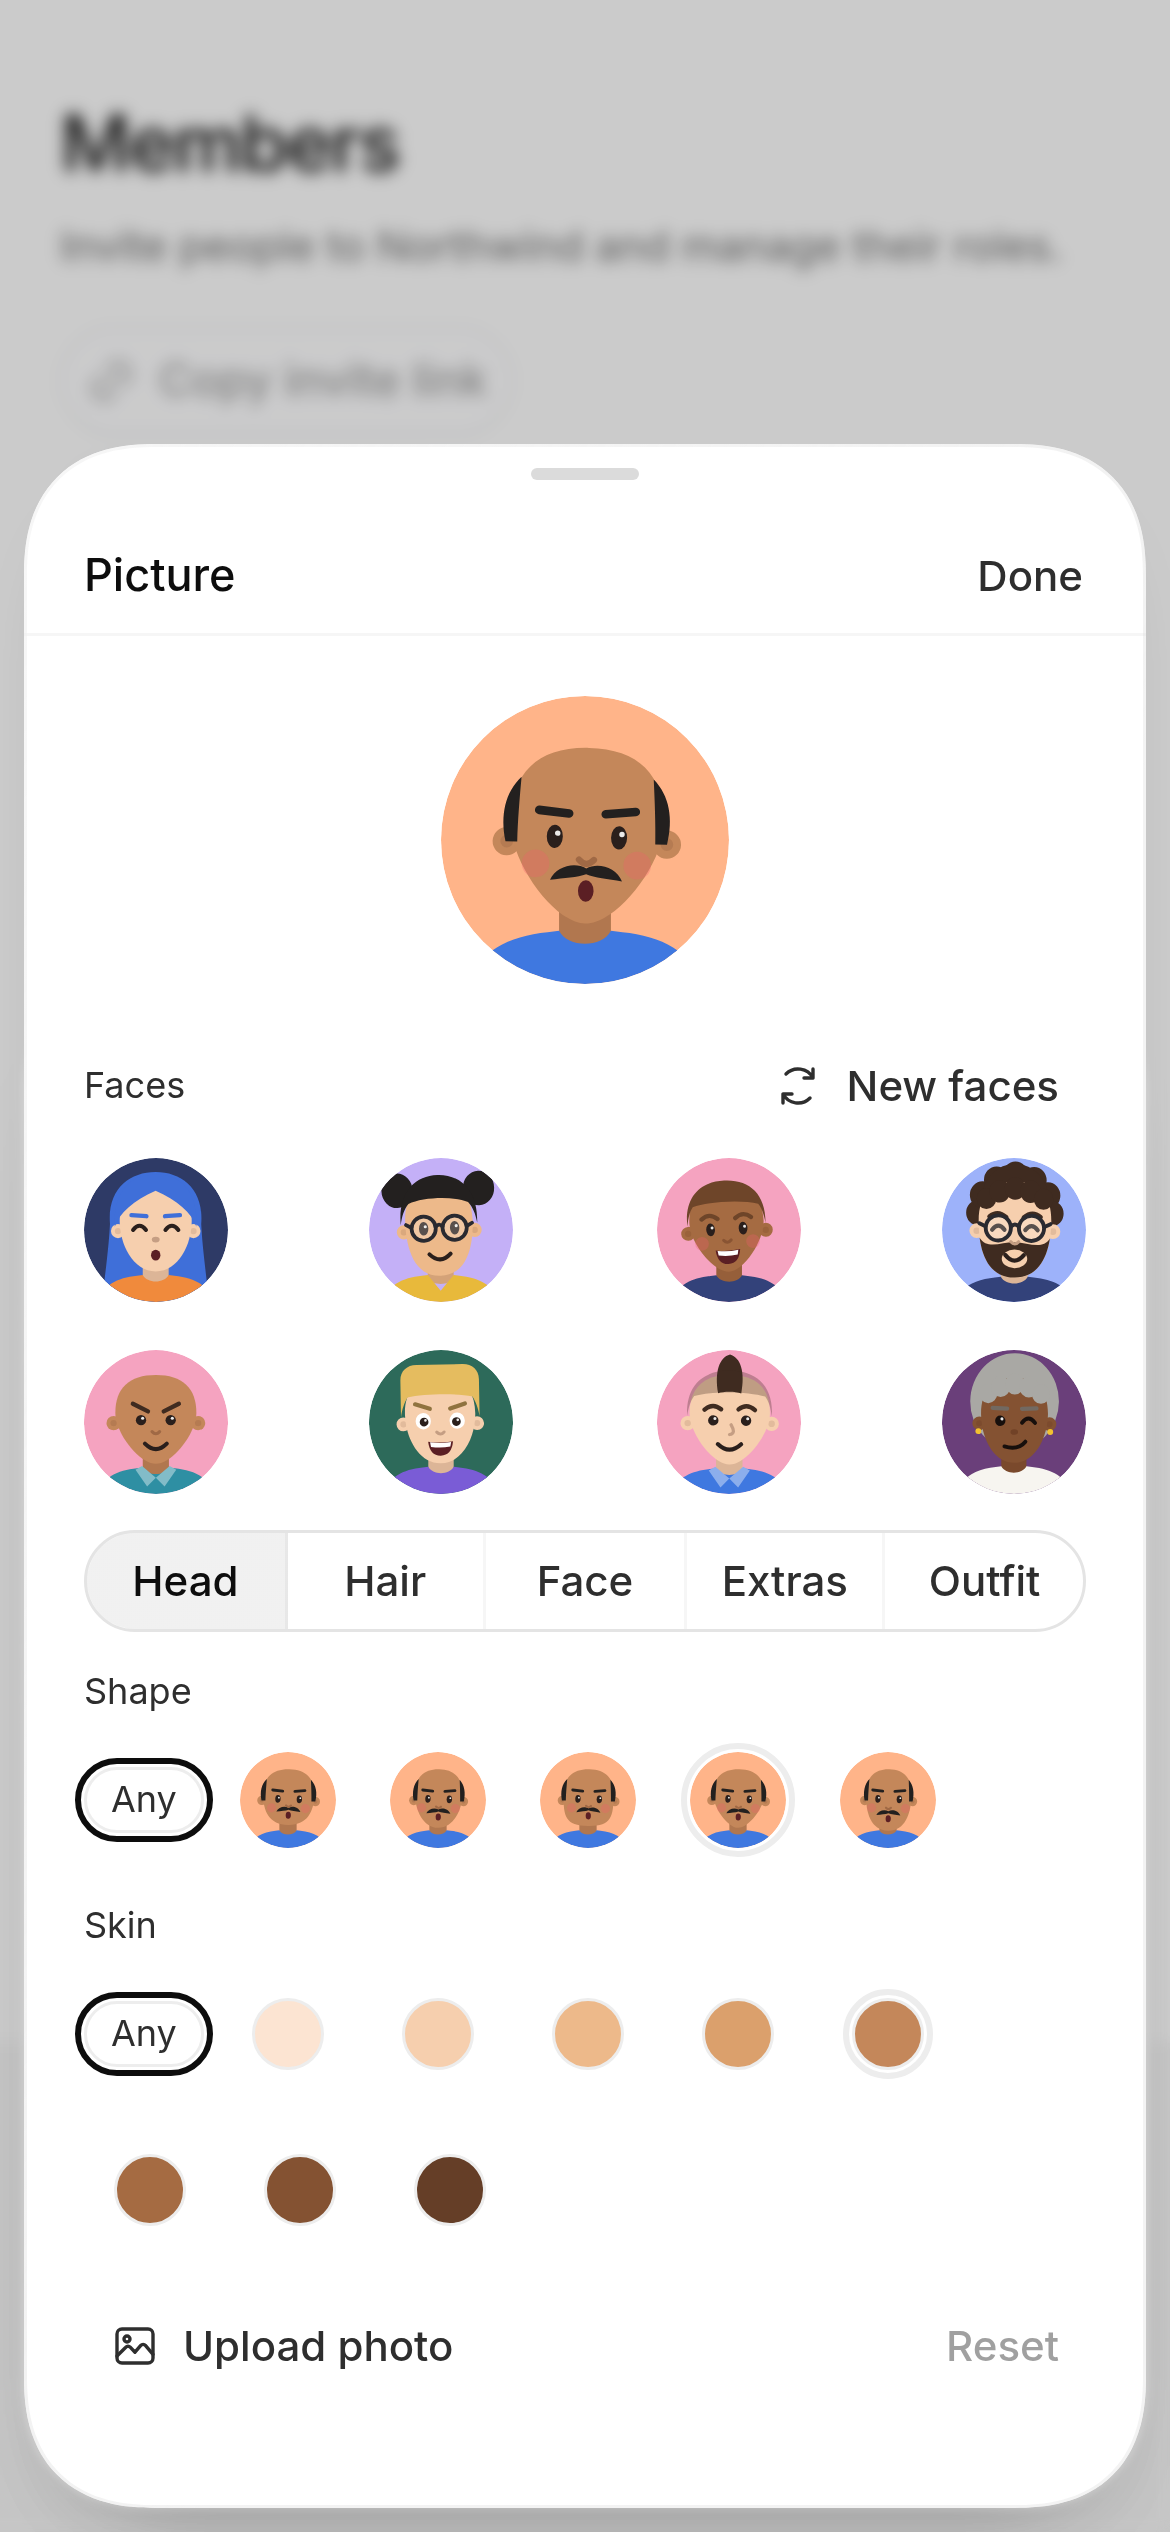 Members
Invite people to Northwind and manage their roles.
Copy invite link
Picture
Done
Faces
New faces
Head
Hair
Face
Extras
Outfit
Shape
Any
Skin
Any
Upload photo
Reset